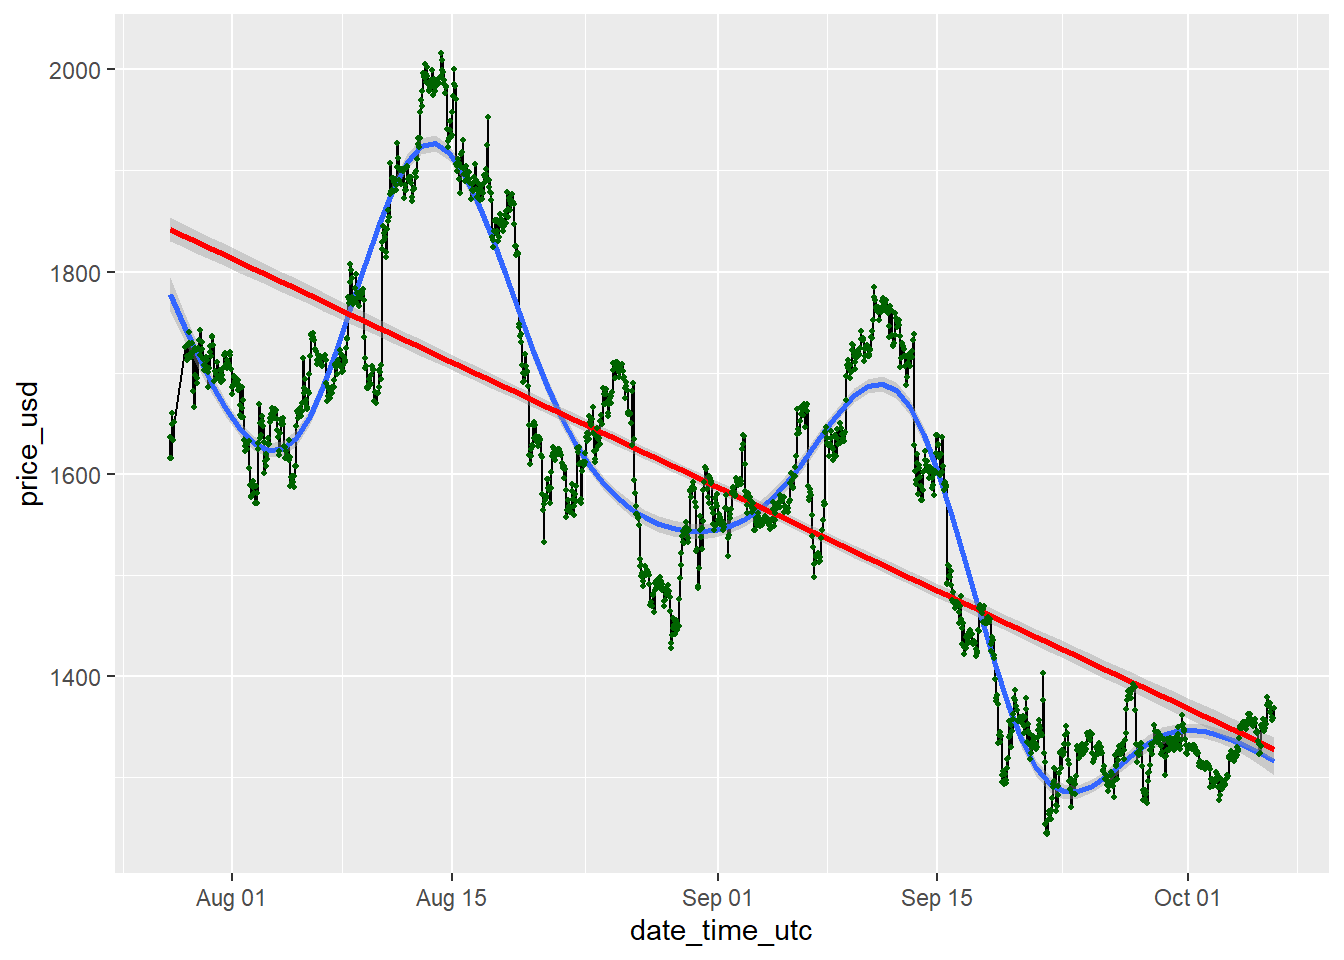 2000
1800
1600
1400
price_usd
Aug 01
Aug 15
Sep 01
Sep 15
Oct 01
date_time_utc